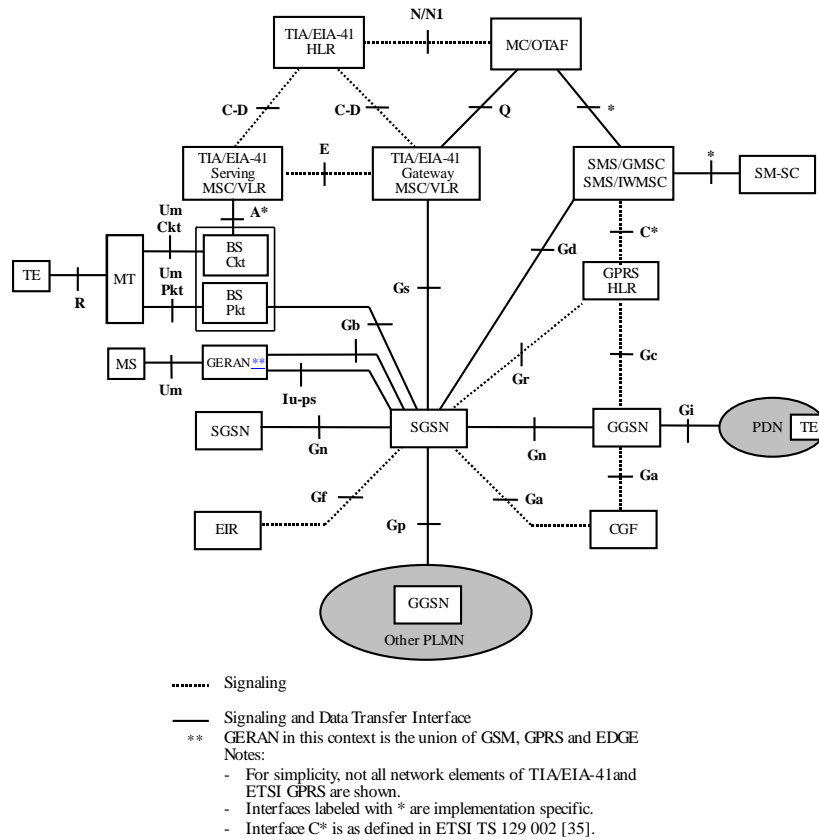 N/N1
TIA/EIA-41
HLR
MC/OTAF
C-D
C-D
Q
*
E
TIA/EIA-41
Serving
MSC/VLR
TIA/EIA-41
Gateway
MSC/VLR
SMS/GMSC
SMS/IWMSC
*
SM-SC
Um
Ckt
A*
C*
BS
Ckt
Gd
TE
MT
GPRS
HLR
R
Um
Pkt
BS
Pkt
Gs
Gb
MS
GERAN **
Gr
Gc
Um
Iu-ps
Gi
SGSN
SGSN
GGSN
PDN
TE
Gn
Gn
Gf
Ga
Ga
EIR
Gp
CGF
GGSN
Other PLMN
Signaling
Signaling and Data Transfer Interface
** GERAN in this context is the union of GSM, GPRS and EDGE
Notes:
- For simplicity, not all network elements of TIA/EIA-41and
ETSI GPRS are shown.
- Interfaces labeled with * are implementation specific.
- Interface C* is as defined in ETSI TS 129 002 [35].